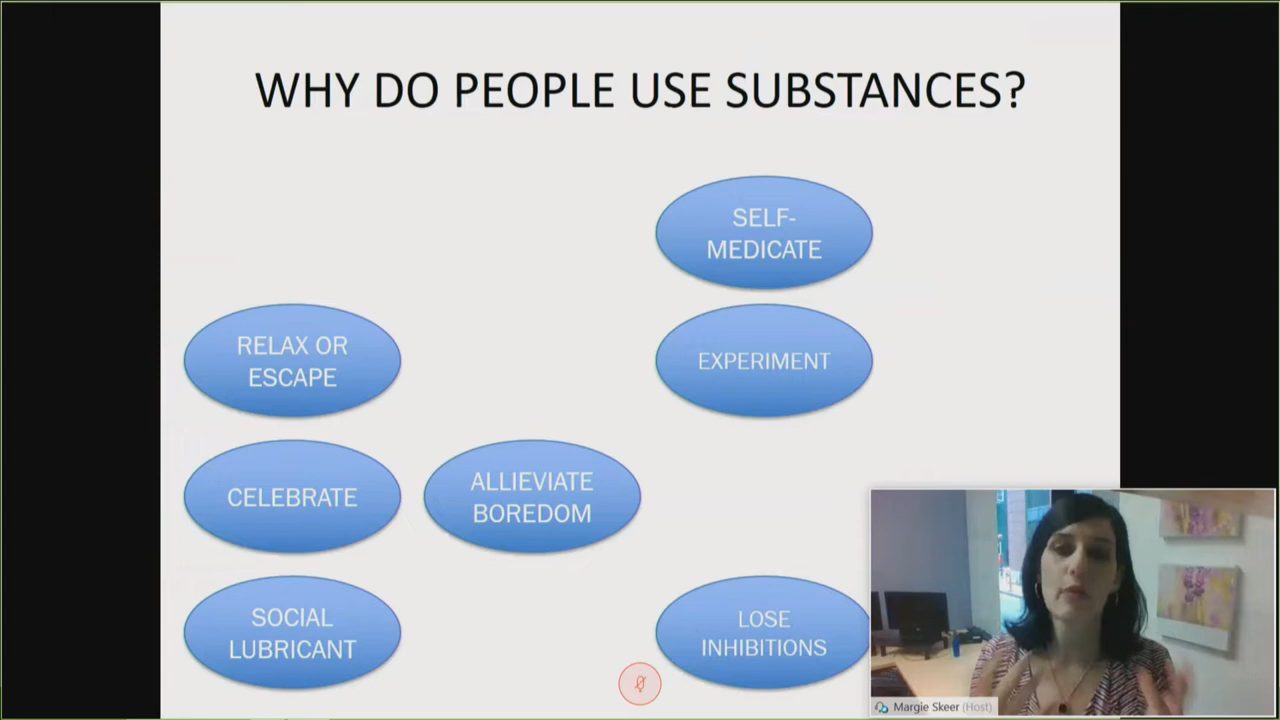 WHY DO PEOPLE USE SUBSTANCES?
SELF-
MEDICATE
RELAX OR
ESCAPE
EXPERIMENT
CELEBRATE
ALLIEVIATE
BOREDOM
SOCIAL
LUBRICANT
LOSE
INHIBITIONS
Margie Skeer (Host)